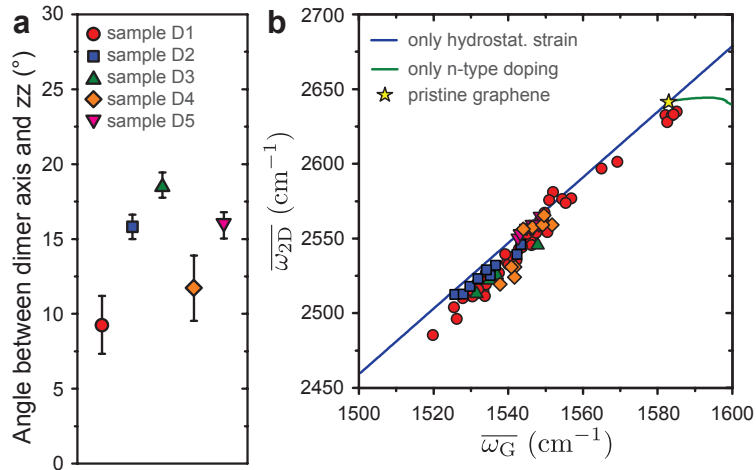 a
Angle between dimer axis and zz (°)
30
25
20
15
10
5
0
sample D1
sample D2
sample D3
sample D4
sample D5
b
ω2D (cm−1)
2700
2650
2600
2550
2500
2450
only hydrostat. strain
only n-type doping
pristine graphene
1500 1520 1540 1560 1580 1600
ωG (cm−1)